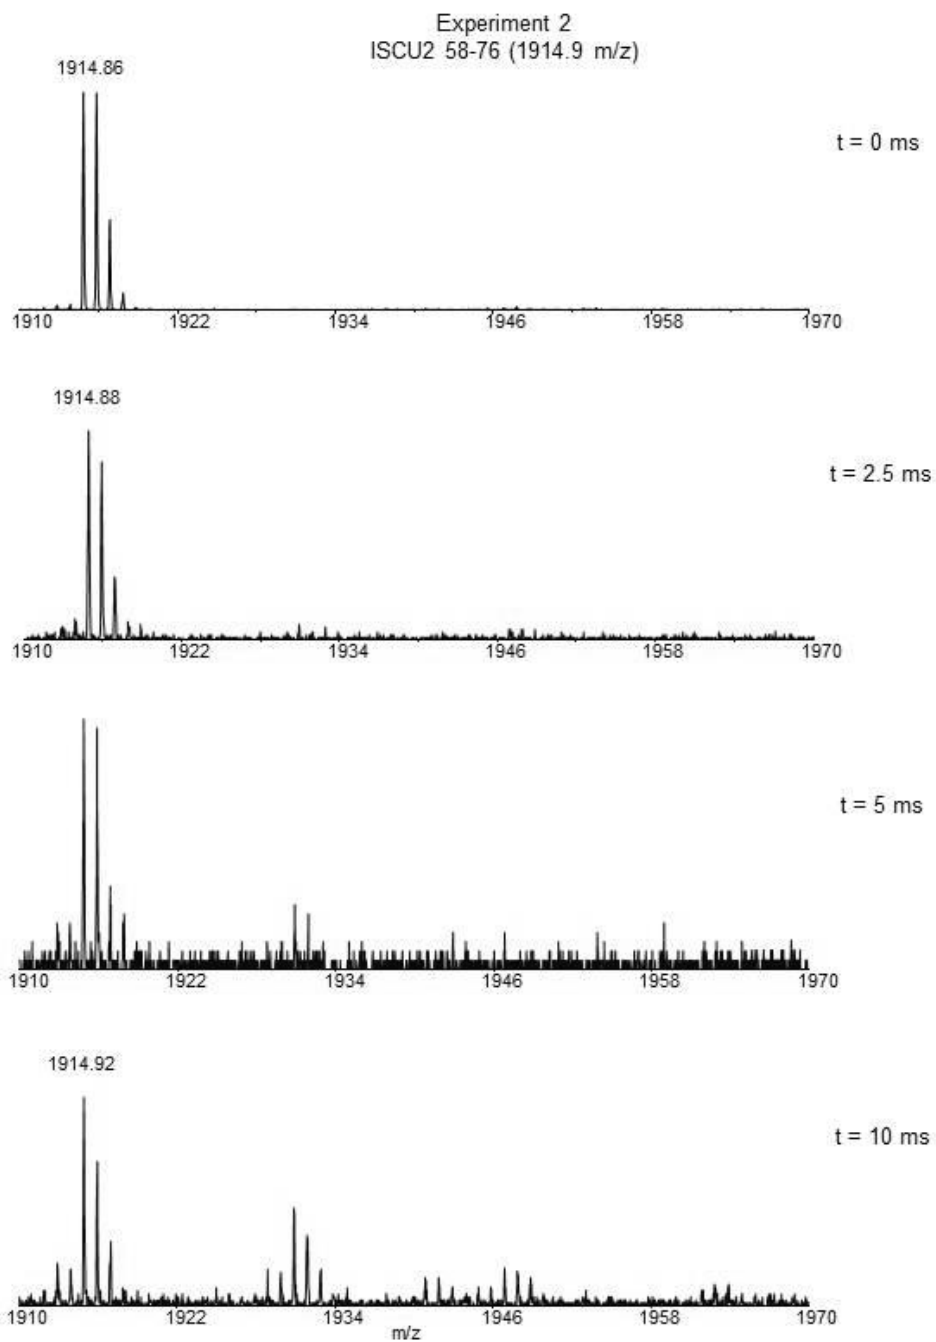 Experiment 2
ISCU2 58-76 (1914.9 m/z)
1914.86
t = 0 ms
1910 1922 1934 1946 1958 1970
1914.88
t = 2.5 ms
1910 1922 1934 1946 1958 1970
t = 5 ms
1910 1922 1934 1946 1958 1970
1914.92
t = 10 ms
1910 1922 1934 1946 1958 1970
m/z